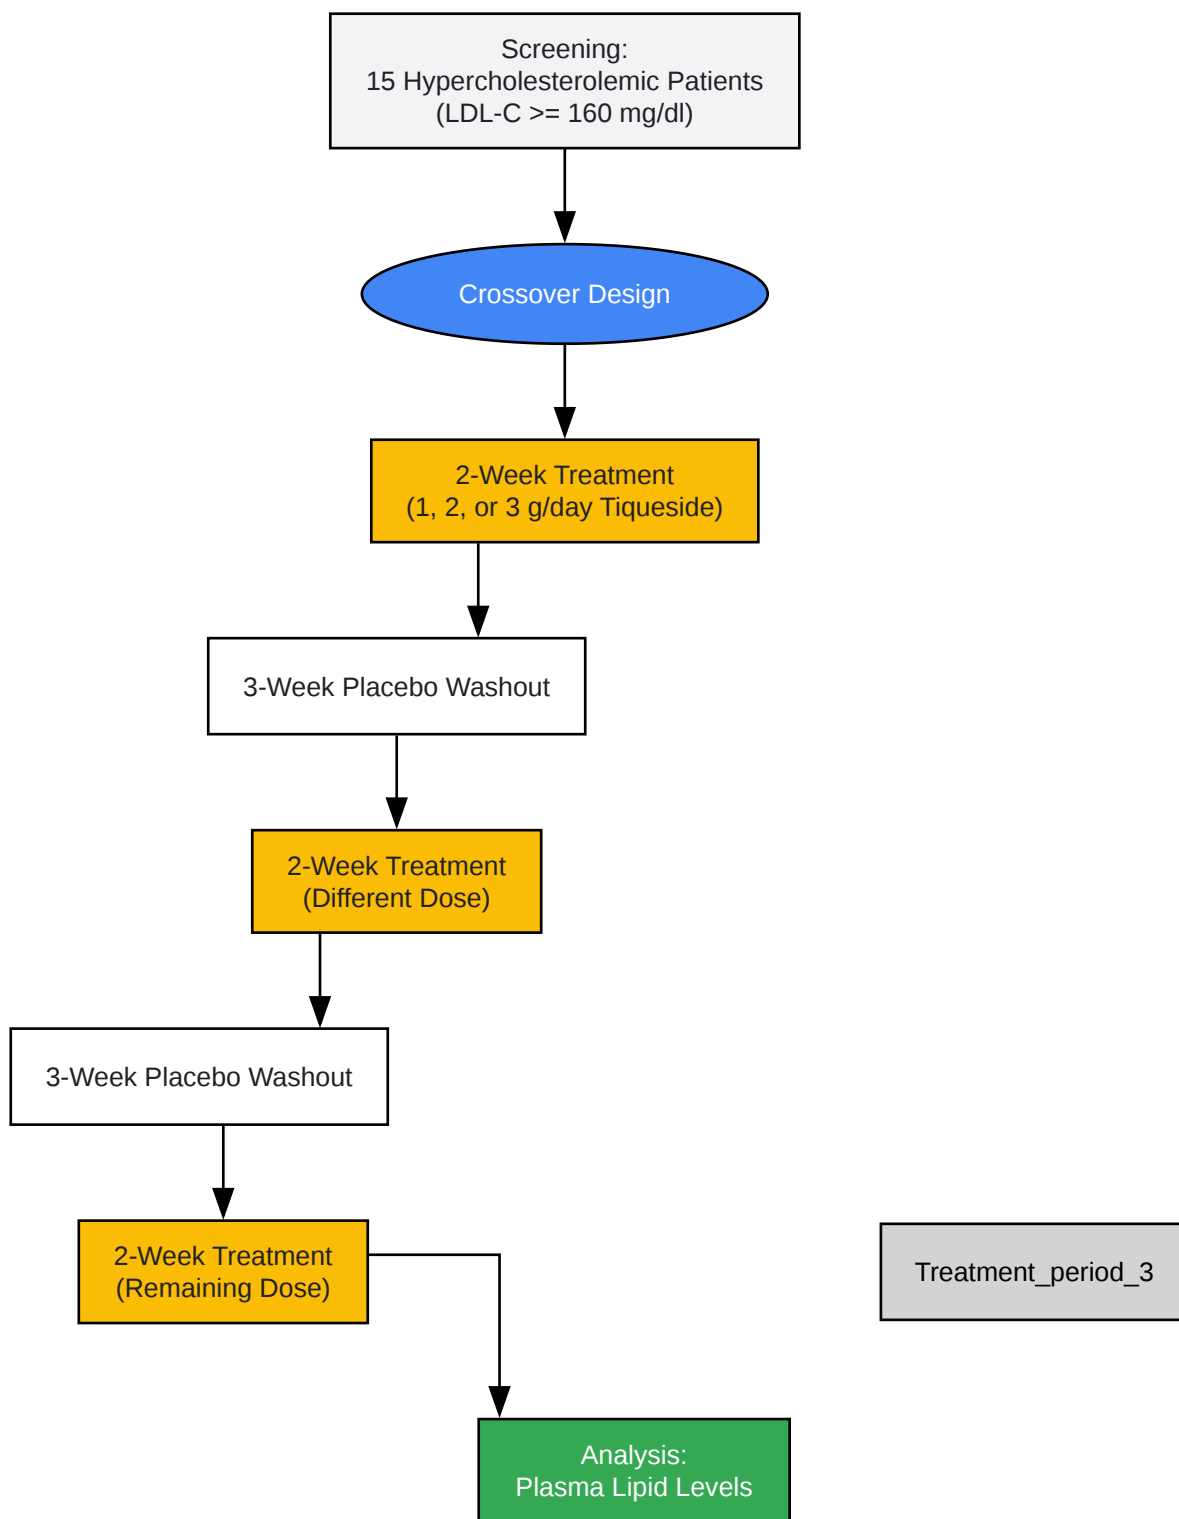 Screening:
15 Hypercholesterolemic Patients
(LDL-C >= 160 mg/dl)
Crossover Design
2-Week Treatment
(1, 2, or 3 g/day Tiqueside)
3-Week Placebo Washout
2-Week Treatment
(Different Dose)
3-Week Placebo Washout
2-Week Treatment
(Remaining Dose)
Treatment_period_3
Analysis:
Plasma Lipid Levels